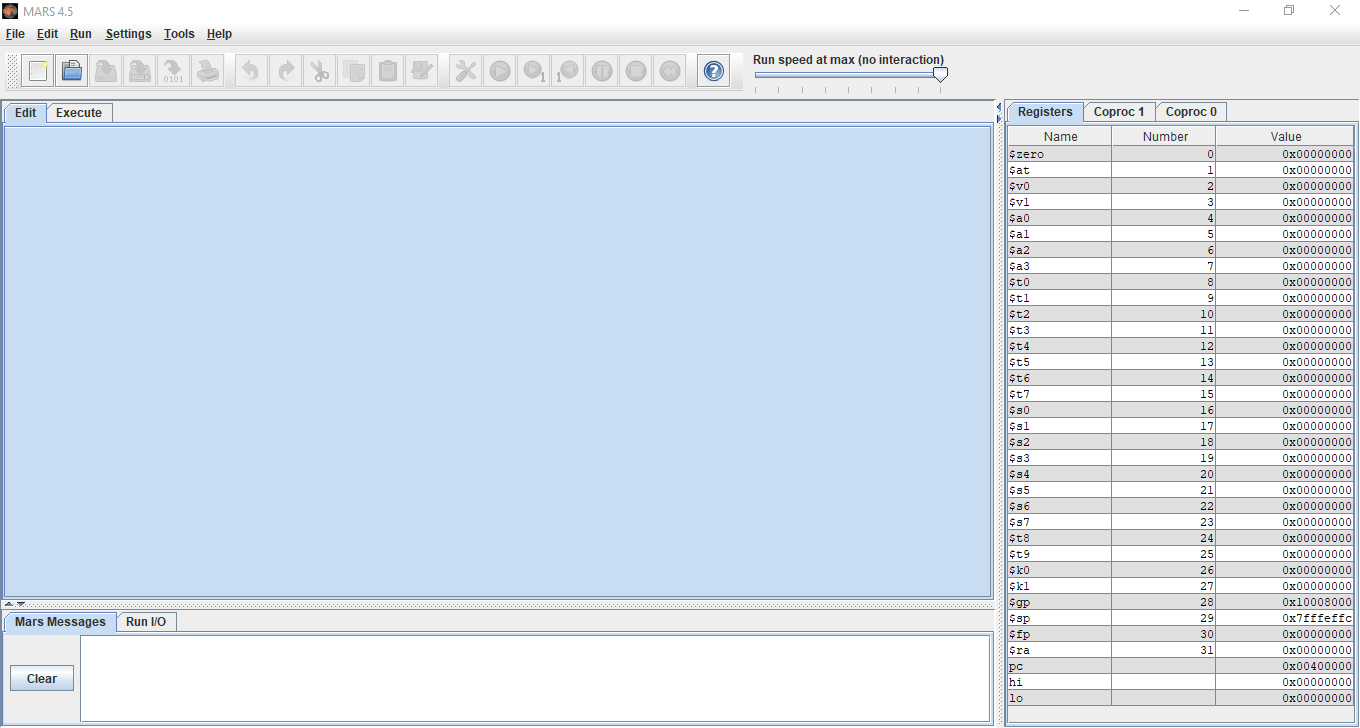 MARS 4.5
File Edit Run Settings Tools Help
Run speed at max (no interaction)
0101
1 1
?
Edit Execute
Registers Coproc 1 Coproc 0
Name Number Value
$zero 0 0x00000000
$at 1 0x00000000
$v0 2 0x00000000
$v1 3 0x00000000
$a0 4 0x00000000
$a1 5 0x00000000
$a2 6 0x00000000
$a3 7 0x00000000
$t0 8 0x00000000
$t1 9 0x00000000
$t2 10 0x00000000
$t3 11 0x00000000
$t4 12 0x00000000
$t5 13 0x00000000
$t6 14 0x00000000
$t7 15 0x00000000
$s0 16 0x00000000
$s1 17 0x00000000
$s2 18 0x00000000
$s3 19 0x00000000
$s4 20 0x00000000
$s5 21 0x00000000
$s6 22 0x00000000
$s7 23 0x00000000
$t8 24 0x00000000
$t9 25 0x00000000
$k0 26 0x00000000
$k1 27 0x00000000
$gp 28 0x10008000
$sp 29 0x7fffeffc
$fp 30 0x00000000
$ra 31 0x00000000
pc 0x00400000
hi 0x00000000
lo 0x00000000
Mars Messages Run I/O
Clear